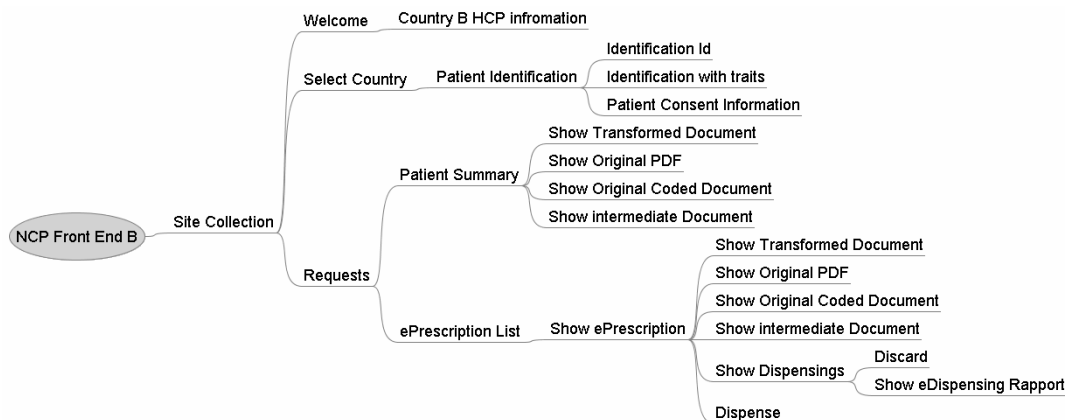 Welcome
Country B HCP infromation
Identification Id
Select Country
Patient Identification
Identification with traits
Patient Consent Information
Show Transformed Document
Show Original PDF
Patient Summary
Show Original Coded Document
Show intermediate Document
NCP Front End B
Site Collection
Requests
Show Transformed Document
Show Original PDF
Show Original Coded Document
ePrescription List
Show ePrescription
Show intermediate Document
Show Dispensings
Discard
Show eDispensing Rapport
Dispense